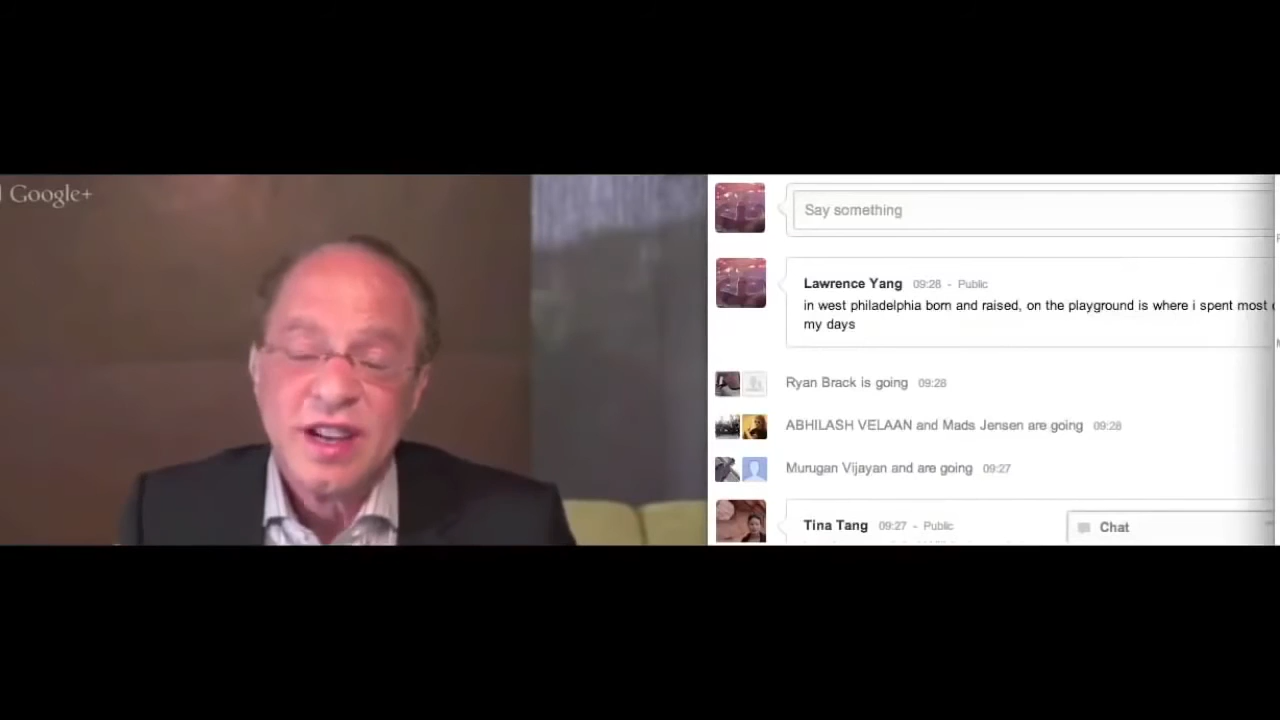 Google+
Say something
Lawrence Yang 09:28 - Public
in west philadelphia born and raised, on the playground is where i spent most
my days
Ryan Brack is going 09:28
ABHILASH VELAAN and Mads Jensen are going 09:28
Murugan Vijayan and are going 09:27
Tina Tang 09:27 - Public
Chat